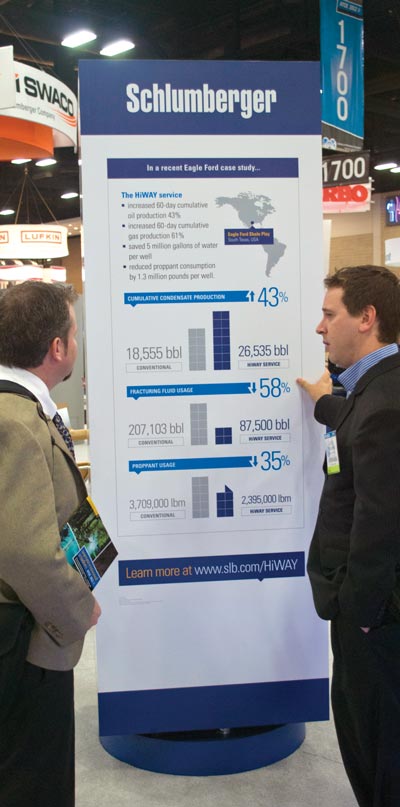 1700
I SWACO
Schlumberger Company
Schlumberger
1700
LUFKIN
In a recent Eagle Ford case study...
The HiWAY service
• increased 60-day cumulative
oil production 43%
• increased 60-day cumulative
gas production 61%
• saved 5 million gallons of water
per well
• reduced proppant consumption
by 1.3 million pounds per well.
Eagle Ford Shale Play
South Texas, USA
CUMULATIVE CONDENSATE PRODUCTION 43%
18,555 bbl 26,535 bbl
CONVENTIONAL HiWAY SERVICE
FRACTURING FLUID USAGE 58%
207,103 bbl 87,500 bbl
CONVENTIONAL HiWAY SERVICE
PROPPANT USAGE 35%
3,709,000 lbm 2,395,000 lbm
CONVENTIONAL HiWAY SERVICE
Learn more at www.slb.com/HiWAY